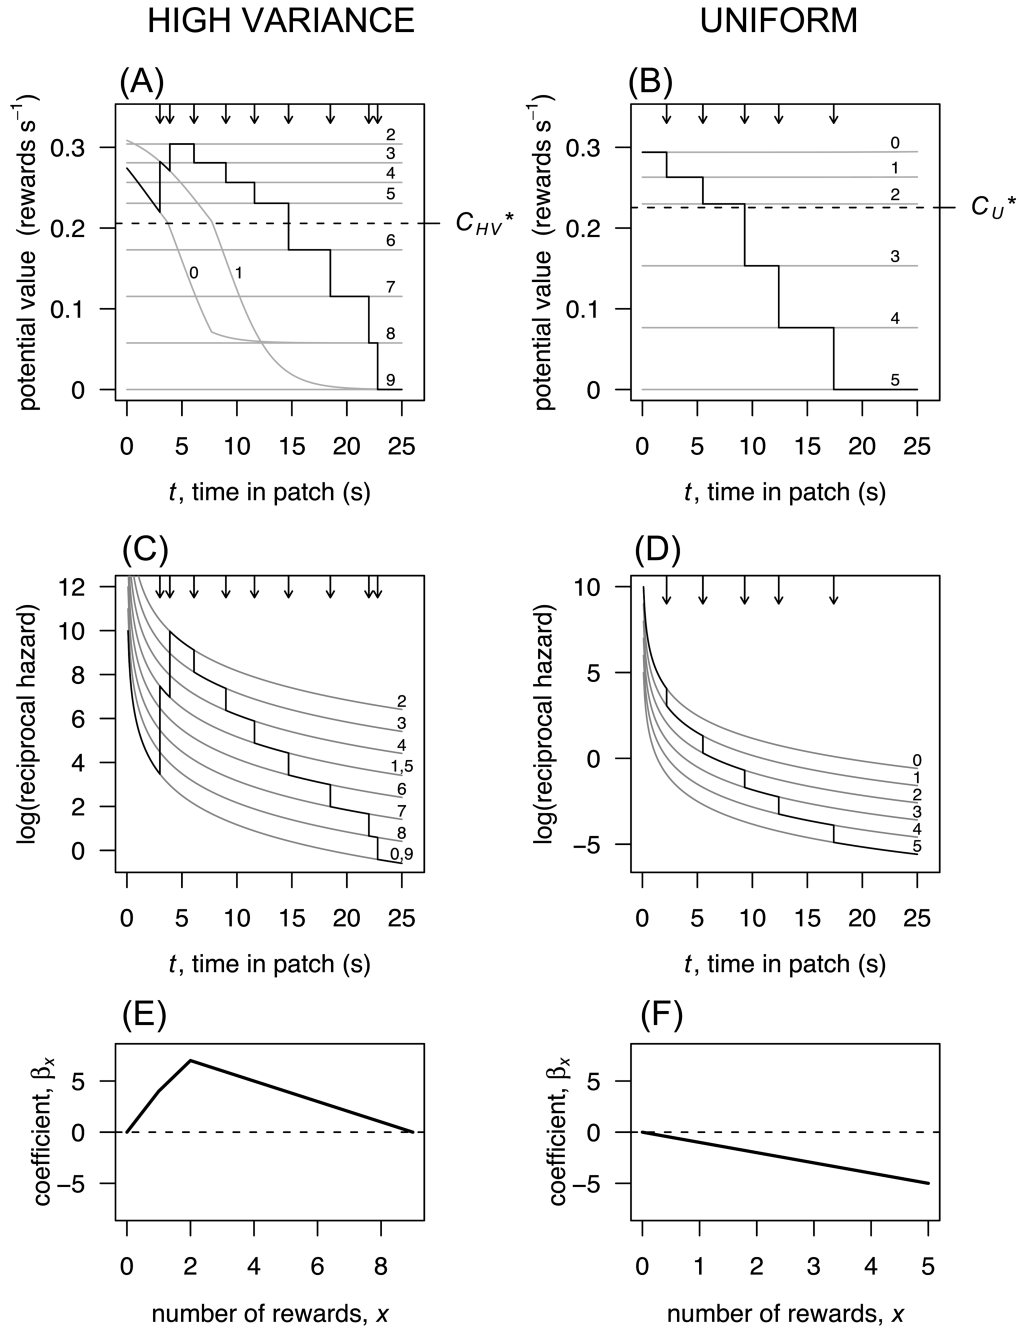 HIGH VARIANCE
UNIFORM
(A)
potential value (rewards s⁻¹)
0.3
0.2
0.1
0
2
3
4
5
6
7
8
9
0
1
C_HV*
0 5 10 15 20 25
t, time in patch (s)
(B)
potential value (rewards s⁻¹)
0.3
0.2
0.1
0
0
1
2
3
4
5
C_U*
0 5 10 15 20 25
t, time in patch (s)
(C)
log(reciprocal hazard)
12
10
8
6
4
2
0
2
3
4
1,5
6
7
8
0,9
0 5 10 15 20 25
t, time in patch (s)
(D)
log(reciprocal hazard)
10
5
0
−5
0
1
2
3
4
5
0 5 10 15 20 25
t, time in patch (s)
(E)
coefficient, βₓ
5
0
−5
0 2 4 6 8
number of rewards, x
(F)
coefficient, βₓ
5
0
−5
0 1 2 3 4 5
number of rewards, x